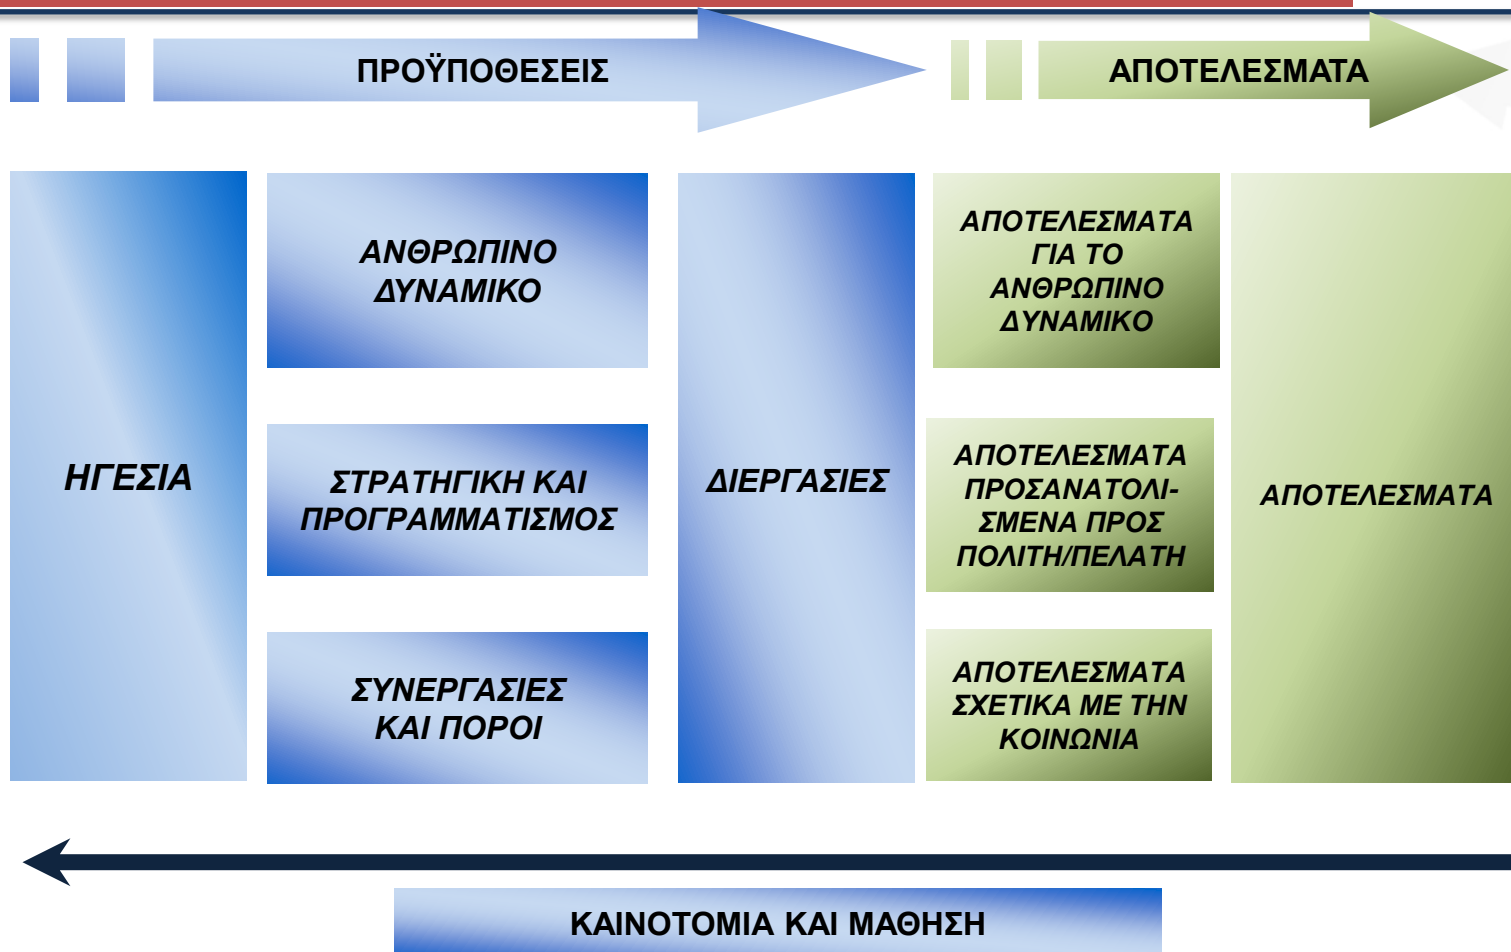 ΠΡΟΫΠΟΘΕΣΕΙΣ
ΑΠΟΤΕΛΕΣΜΑΤΑ
ΗΓΕΣΙΑ
ΑΝΘΡΩΠΙΝΟ
ΔΥΝΑΜΙΚΟ
ΣΤΡΑΤΗΓΙΚΗ ΚΑΙ
ΠΡΟΓΡΑΜΜΑΤΙΣΜΟΣ
ΣΥΝΕΡΓΑΣΙΕΣ
ΚΑΙ ΠΟΡΟΙ
ΔΙΕΡΓΑΣΙΕΣ
ΑΠΟΤΕΛΕΣΜΑΤΑ
ΓΙΑ ΤΟ
ΑΝΘΡΩΠΙΝΟ
ΔΥΝΑΜΙΚΟ
ΑΠΟΤΕΛΕΣΜΑΤΑ
ΠΡΟΣΑΝΑΤΟΛΙ-
ΣΜΕΝΑ ΠΡΟΣ
ΠΟΛΙΤΗ/ΠΕΛΑΤΗ
ΑΠΟΤΕΛΕΣΜΑΤΑ
ΣΧΕΤΙΚΑ ΜΕ ΤΗΝ
ΚΟΙΝΩΝΙΑ
ΑΠΟΤΕΛΕΣΜΑΤΑ
ΚΑΙΝΟΤΟΜΙΑ ΚΑΙ ΜΑΘΗΣΗ